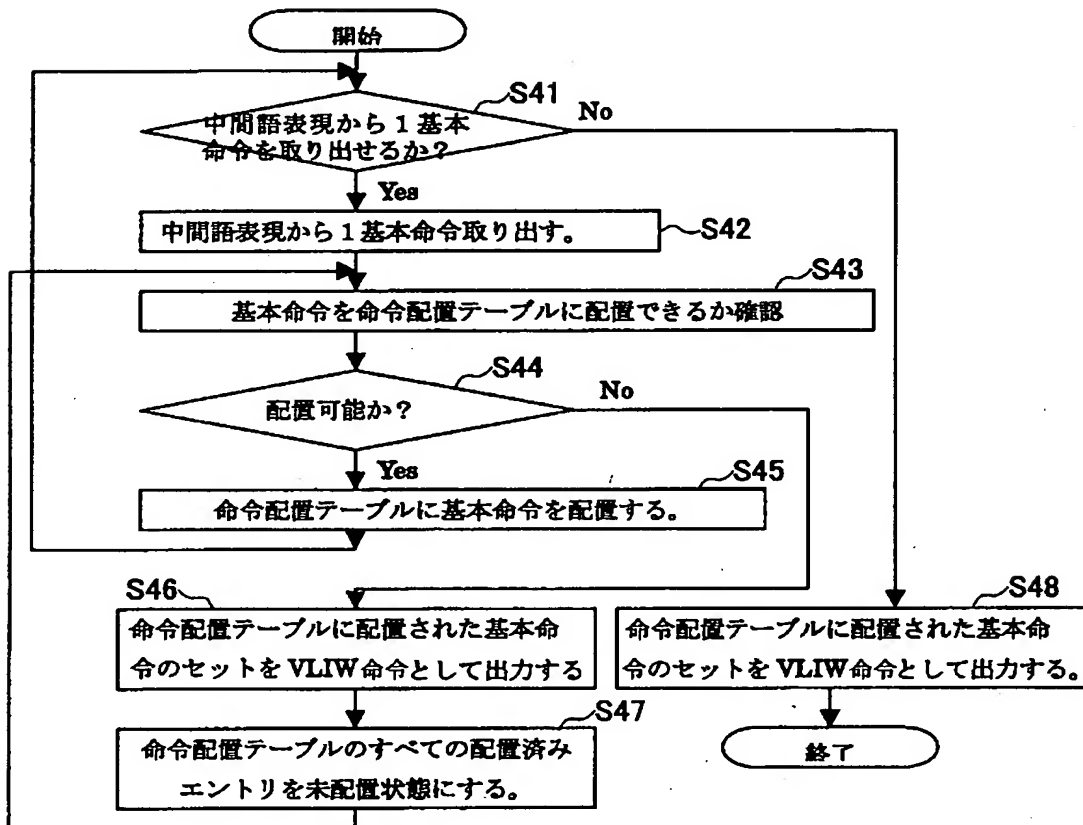 開始
S41
No
中間語表現から1基本
命令を取り出せるか?
Yes
中間語表現から1基本命令取り出す。
S42
S43
基本命令を命令配置テーブルに配置できるか確認
S44
No
配置可能か?
Yes
S45
命令配置テーブルに基本命令を配置する。
S46
命令配置テーブルに配置された基本命
令のセットをVLIW命令として出力する
S48
命令配置テーブルに配置された基本命
令のセットをVLIW命令として出力する。
S47
命令配置テーブルのすべての配置済み
エントリを未配置状態にする。
終了